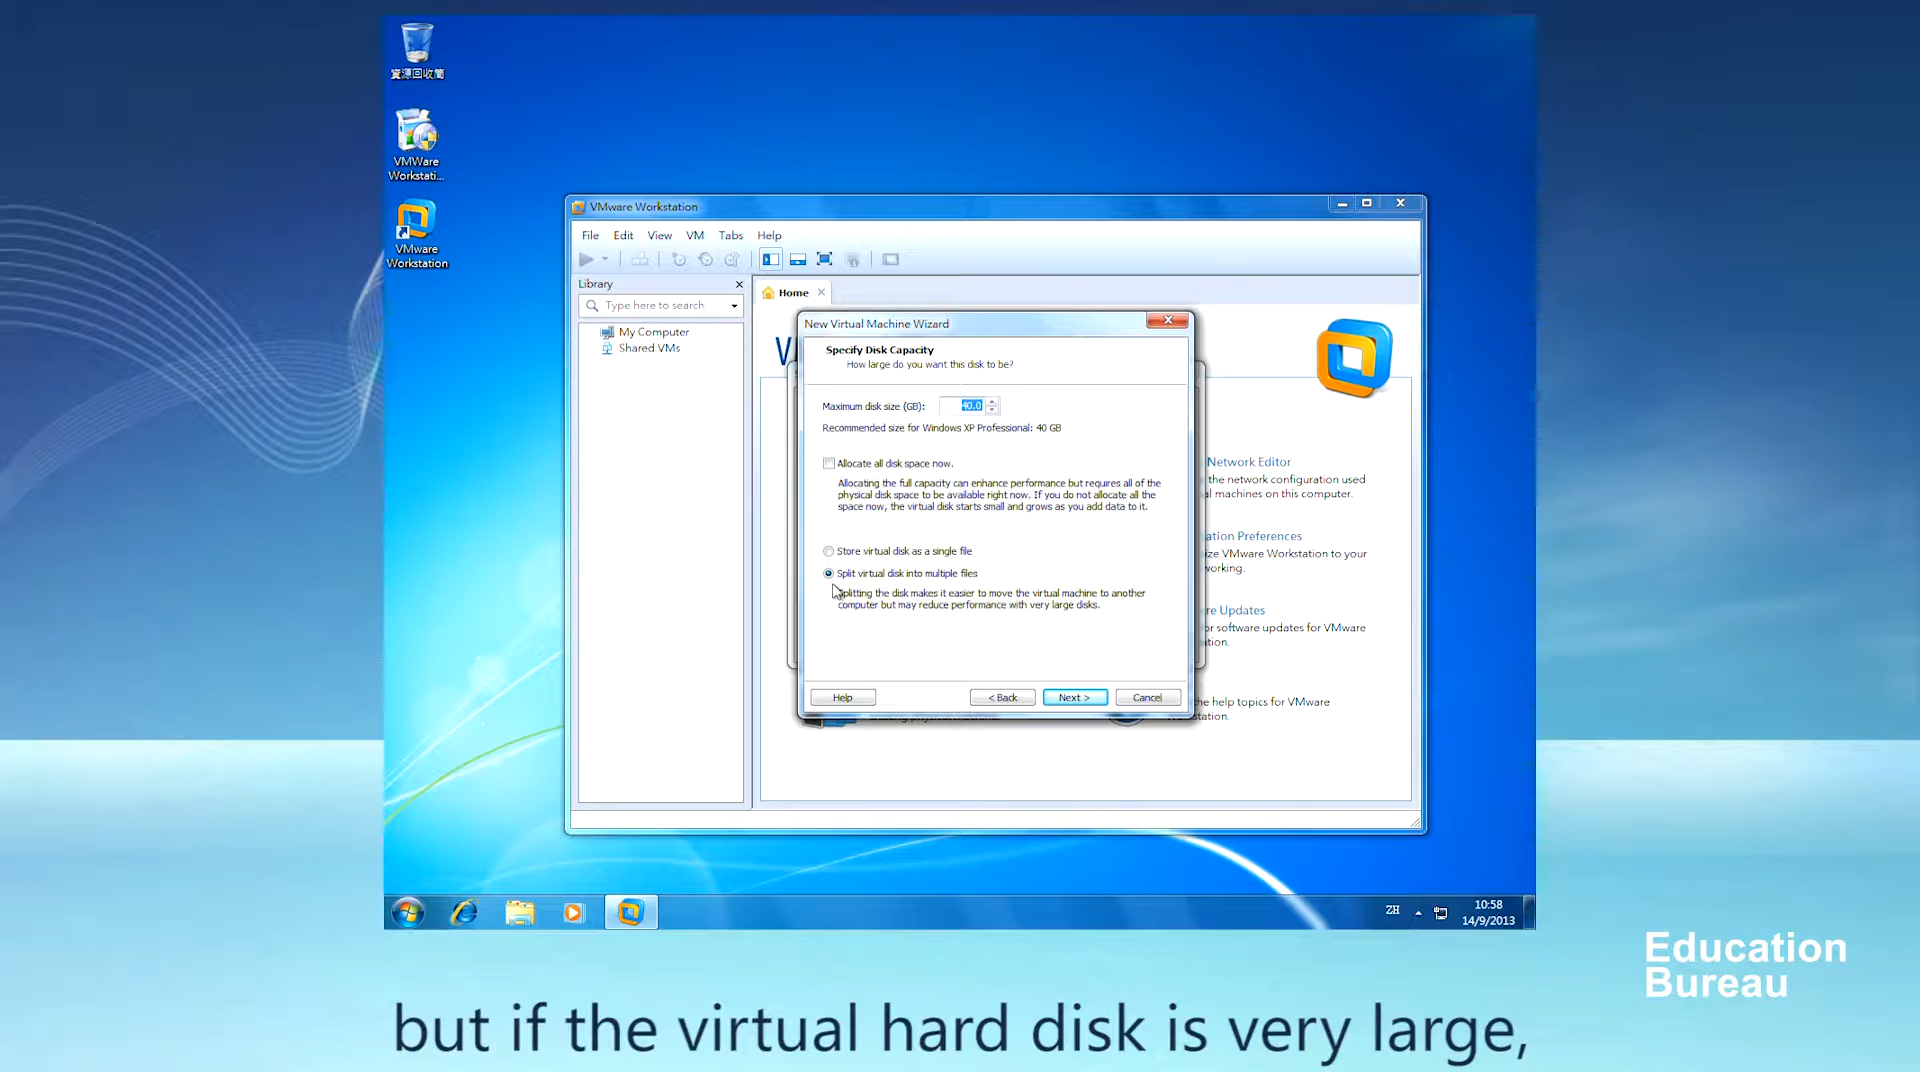 資源回收筒
VMWare
Workstati...
VMware
Workstation
VMware Workstation
File Edit View VM Tabs Help
Library
Type here to search
My Computer
Shared VMs
Home
New Virtual Machine Wizard
Specify Disk Capacity
How large do you want this disk to be?
Maximum disk size (GB): 40.0
Recommended size for Windows XP Professional: 40 GB
Allocate all disk space now.
Allocating the full capacity can enhance performance but requires all of the
physical disk space to be available right now. If you do not allocate all the
space now, the virtual disk starts small and grows as you add data to it.
Store virtual disk as a single file
Split virtual disk into multiple files
Splitting the disk makes it easier to move the virtual machine to another
computer but may reduce performance with very large disks.
Help < Back Next > Cancel
Network Editor
the network configuration used
al machines on this computer.
ation Preferences
ize VMware Workstation to your
working.
re Updates
or software updates for VMware
tation.
the help topics for VMware
station.
ZH
10:58
14/9/2013
Education
Bureau
but if the virtual hard disk is very large,